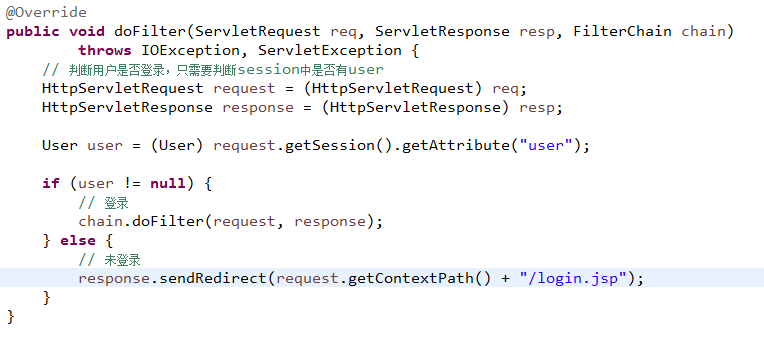 @Override
public void doFilter(ServletRequest req, ServletResponse resp, FilterChain chain)
        throws IOException, ServletException {
    // 判断用户是否登录,只需要判断session中是否有user
    HttpServletRequest request = (HttpServletRequest) req;
    HttpServletResponse response = (HttpServletResponse) resp;

    User user = (User) request.getSession().getAttribute("user");

    if (user != null) {
        // 登录
        chain.doFilter(request, response);
    } else {
        // 未登录
        response.sendRedirect(request.getContextPath() + "/login.jsp");
    }
}